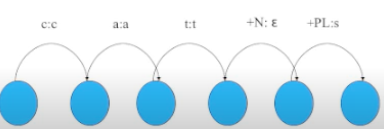 c:c a:a t:t +N: ε +PL:s